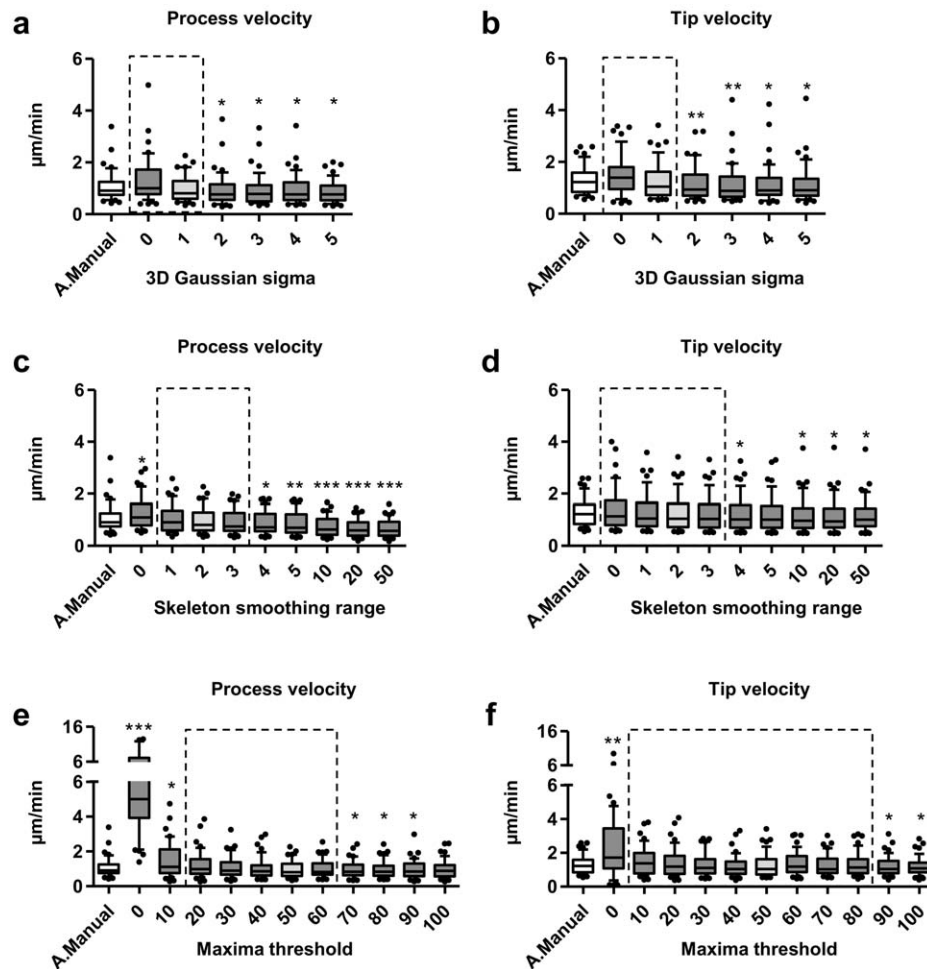 a
Process velocity
µm/min
6
4
2
0
* * * *
A.Manual 0 1 2 3 4 5
3D Gaussian sigma
b
Tip velocity
µm/min
6
4
2
0
** ** * *
A.Manual 0 1 2 3 4 5
3D Gaussian sigma
c
Process velocity
µm/min
6
4
2
0
* * ** *** *** ***
A.Manual 0 1 2 3 4 5 10 20 50
Skeleton smoothing range
d
Tip velocity
µm/min
6
4
2
0
* * * *
A.Manual 0 1 2 3 4 5 10 20 50
Skeleton smoothing range
e
Process velocity
µm/min
16
6
6
4
2
0
*** * * * *
A.Manual 0 10 20 30 40 50 60 70 80 90 100
Maxima threshold
f
Tip velocity
µm/min
16
6
6
4
2
0
** * *
A.Manual 0 10 20 30 40 50 60 70 80 90 100
Maxima threshold